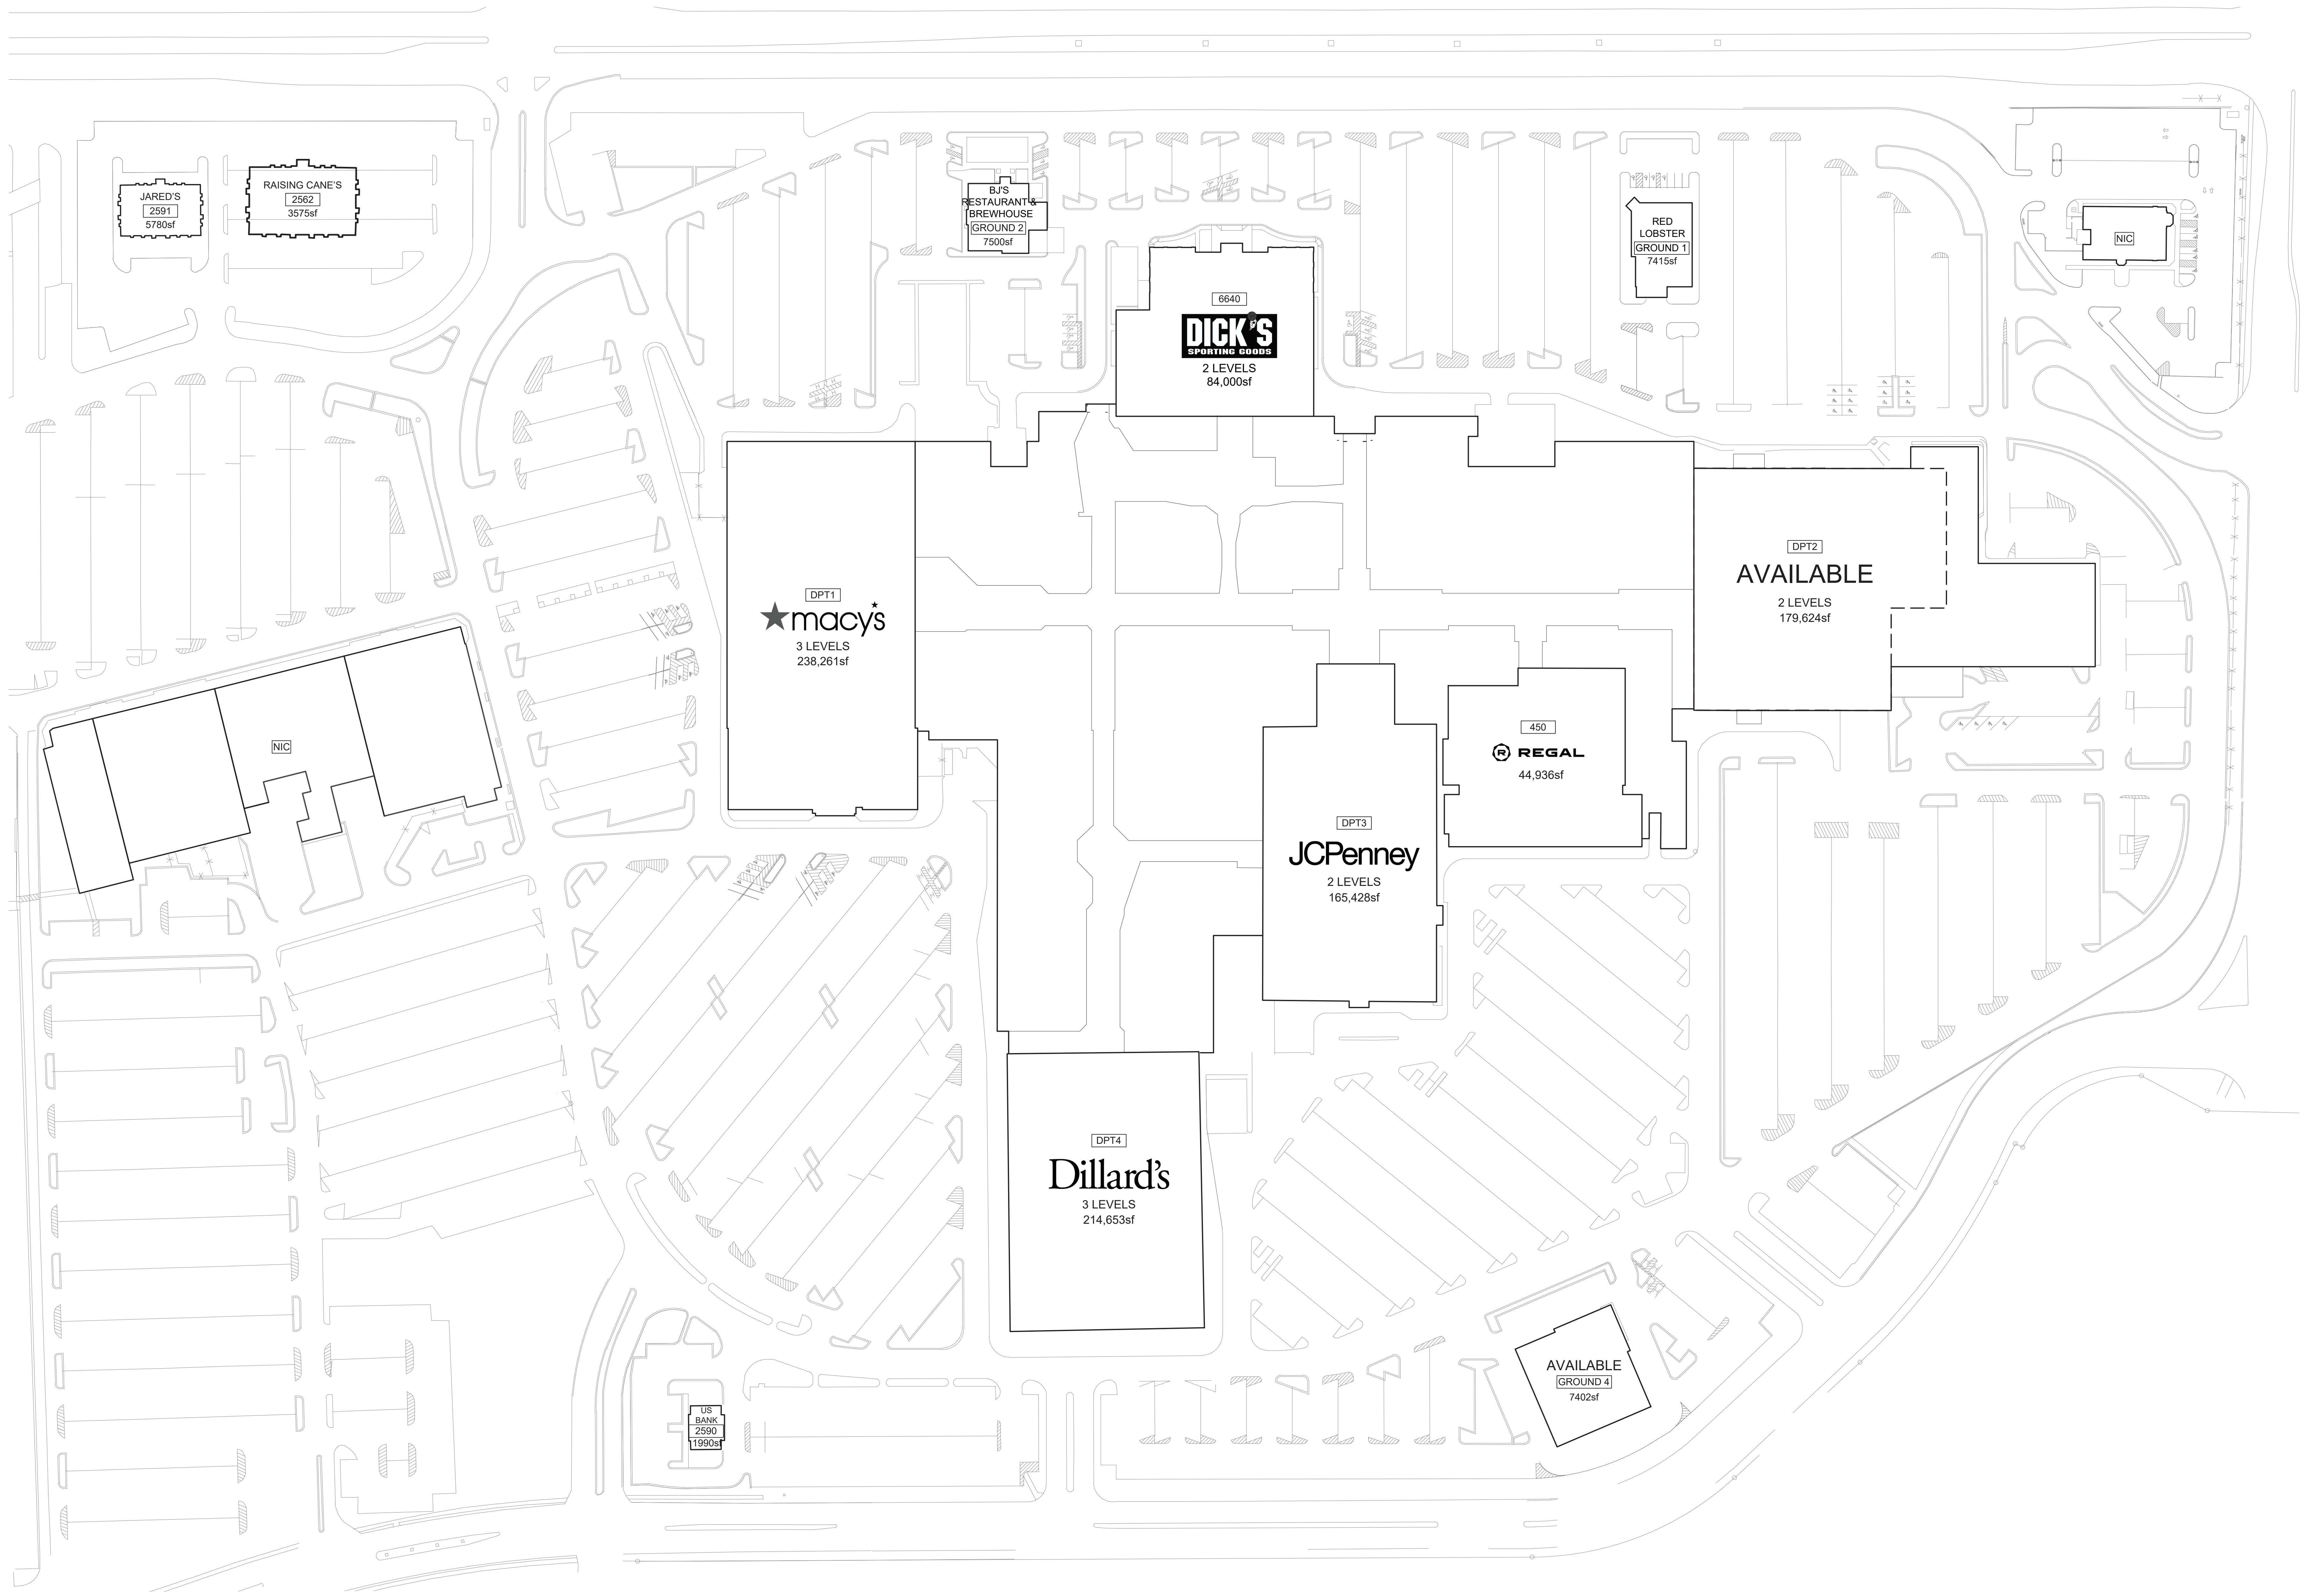 JARED'S
2591
5780sf
RAISING CANE'S
2562
3575sf
BJ'S
RESTAURANT &
BREWHOUSE
GROUND 2
7500sf
RED
LOBSTER
GROUND 1
7415sf
NIC
6640
DICK'S
SPORTING GOODS
2 LEVELS
84,000sf
DPT1
macy's
3 LEVELS
238,261sf
DPT2
AVAILABLE
2 LEVELS
179,624sf
NIC
450
R REGAL
44,936sf
DPT3
JCPenney
2 LEVELS
165,428sf
DPT4
Dillard's
3 LEVELS
214,653sf
AVAILABLE
GROUND 4
7402sf
US
BANK
2590
1990sf